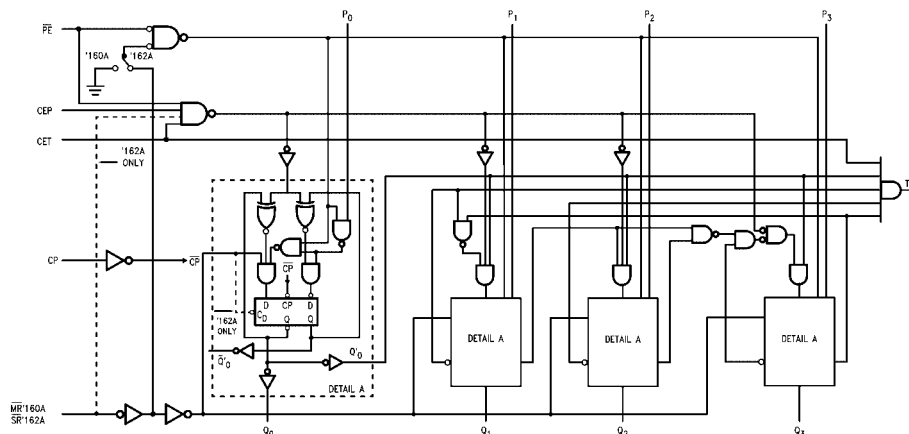 P0
P1
P2
P3
PE
'160A
'162A
CEP
CET
'162A
ONLY
CP
CP
CP
D
CP
D
CD
Q
Q
'162A
ONLY
Q'0
Q'0
DETAIL A
DETAIL A
DETAIL A
DETAIL A
MR'160A
SR'162A
Q0
Q1
Q2
Q3